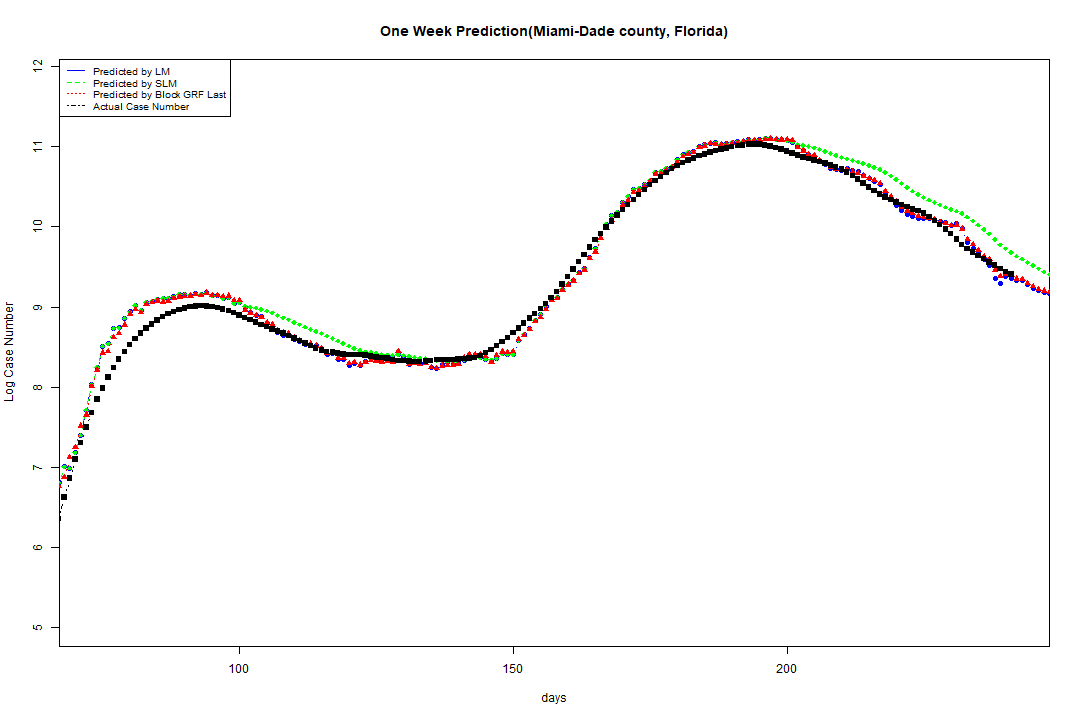 One Week Prediction(Miami-Dade county, Florida)
Predicted by LM
Predicted by SLM
Predicted by Block GRF Last
Actual Case Number
12
11
10
9
8
7
6
5
Log Case Number
100
150
200
days